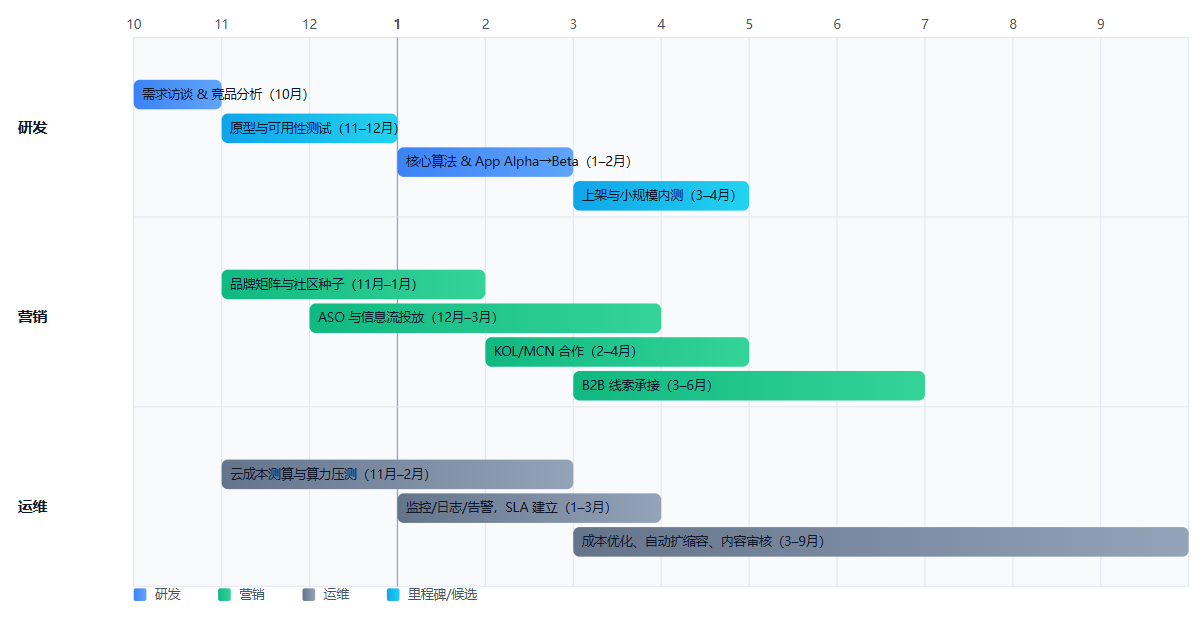 10 11 12 1 2 3 4 5 6 7 8 9
研发
需求访谈 & 竞品分析（10月）
原型与可用性测试（11–12月）
核心算法 & App Alpha→Beta（1–2月）
上架与小规模内测（3–4月）
营销
品牌矩阵与社区种子（11月–1月）
ASO 与信息流投放（12月–3月）
KOL/MCN 合作（2–4月）
B2B 线索承接（3–6月）
运维
云成本测算与算力压测（11月–2月）
监控/日志/告警，SLA 建立（1–3月）
成本优化、自动扩缩容、内容审核（3–9月）
研发 营销 运维 里程碑/候选